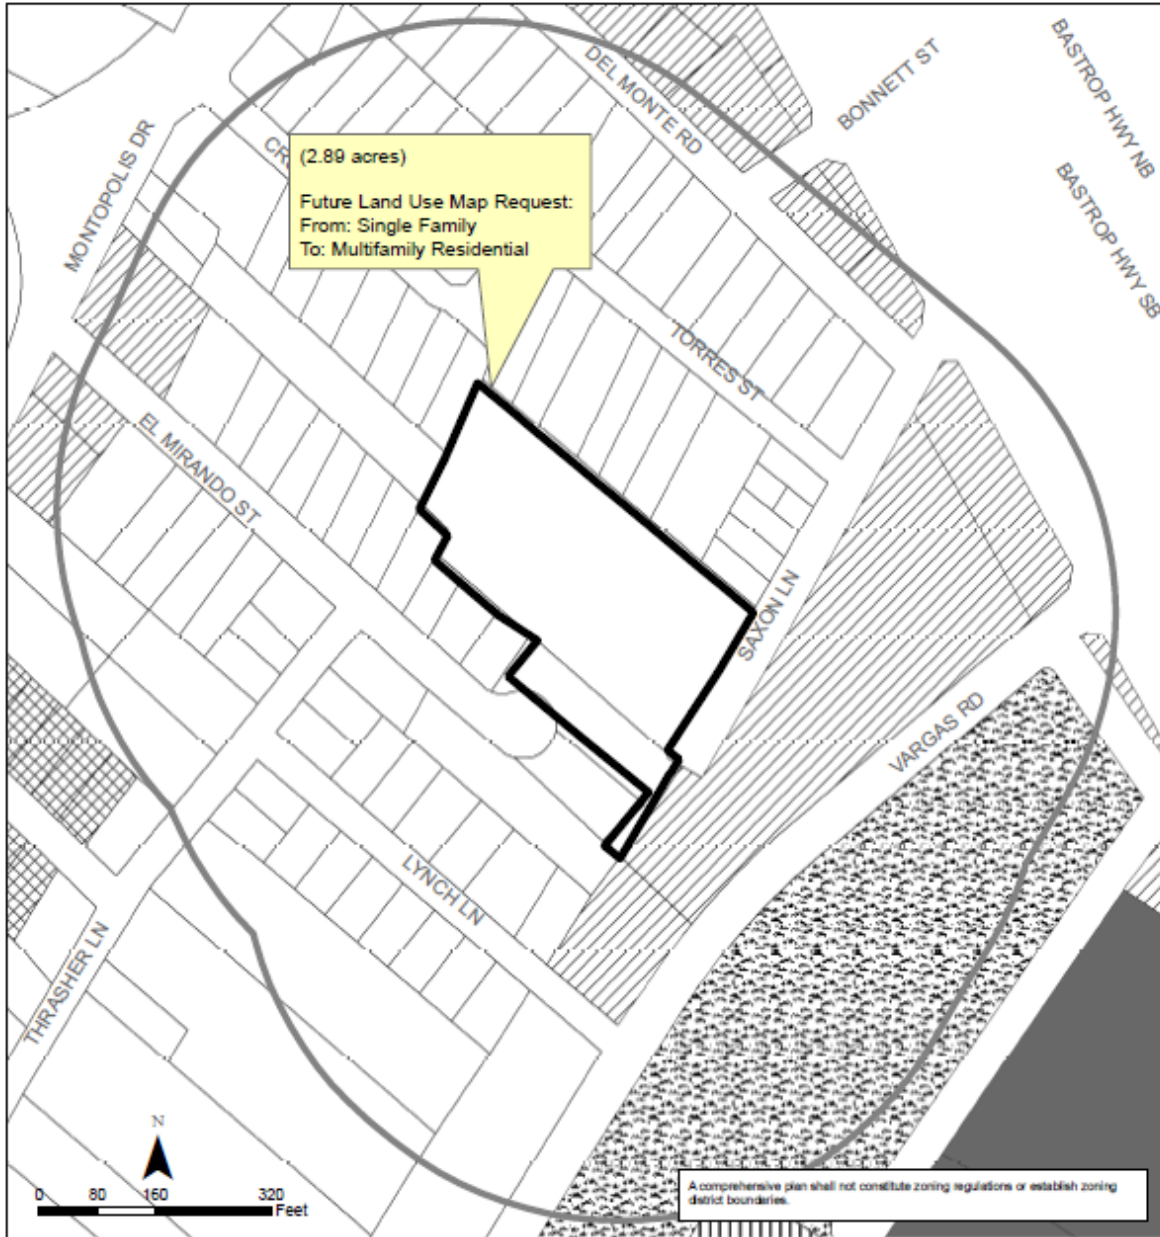 DEL MONTE RD
BONNETT ST
BASTROP HWY NB
BASTROP HWY SB
MONTOPOLIS DR
(2.89 acres)
Future Land Use Map Request:
From: Single Family
To: Multifamily Residential
TORRES ST
EL MIRANDO ST
SAXON LN
VARGAS RD
LYNCH LN
THRASHER LN
N
0 80 160 320
Feet
A comprehensive plan shall not constitute zoning regulations or establish zoning
district boundaries.